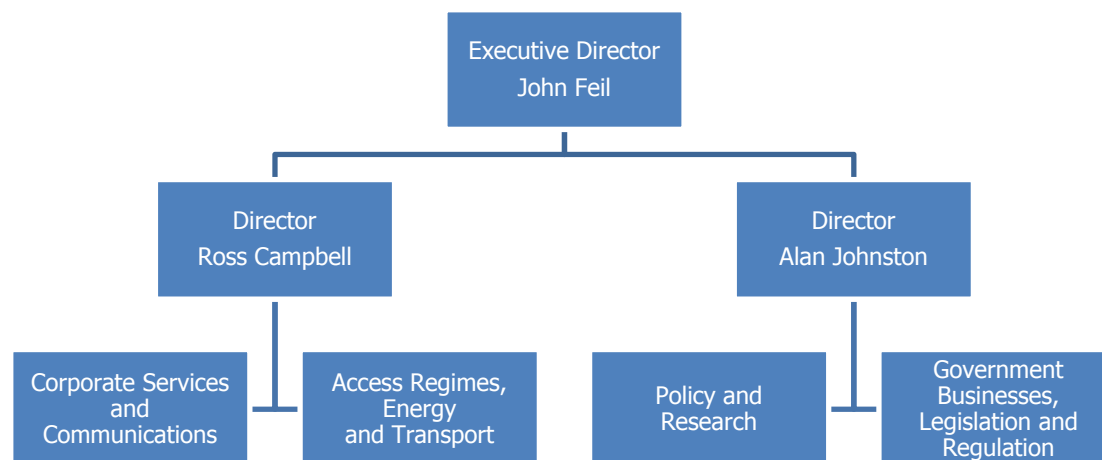 Executive Director
John Feil
Director
Ross Campbell
Director
Alan Johnston
Corporate Services
and
Communications
Access Regimes,
Energy
and Transport
Policy and
Research
Government
Businesses,
Legislation and
Regulation